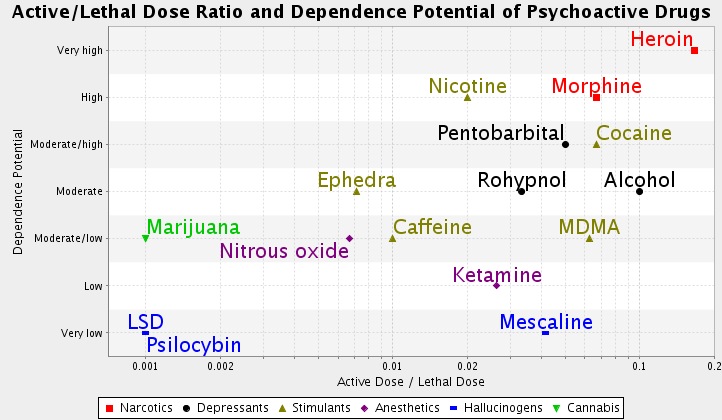 Active/Lethal Dose Ratio and Dependence Potential of Psychoactive Drugs
Dependence Potential
Very high
High
Moderate/high
Moderate
Moderate/low
Low
Very low
Heroin
Nicotine
Morphine
Pentobarbital
Cocaine
Ephedra
Rohypnol
Alcohol
Marijuana
Nitrous oxide
Caffeine
MDMA
Ketamine
LSD
Psilocybin
Mescaline
0.001
0.002
0.01
0.02
0.1
0.2
Active Dose / Lethal Dose
Narcotics Depressants Stimulants Anesthetics Hallucinogens Cannabis